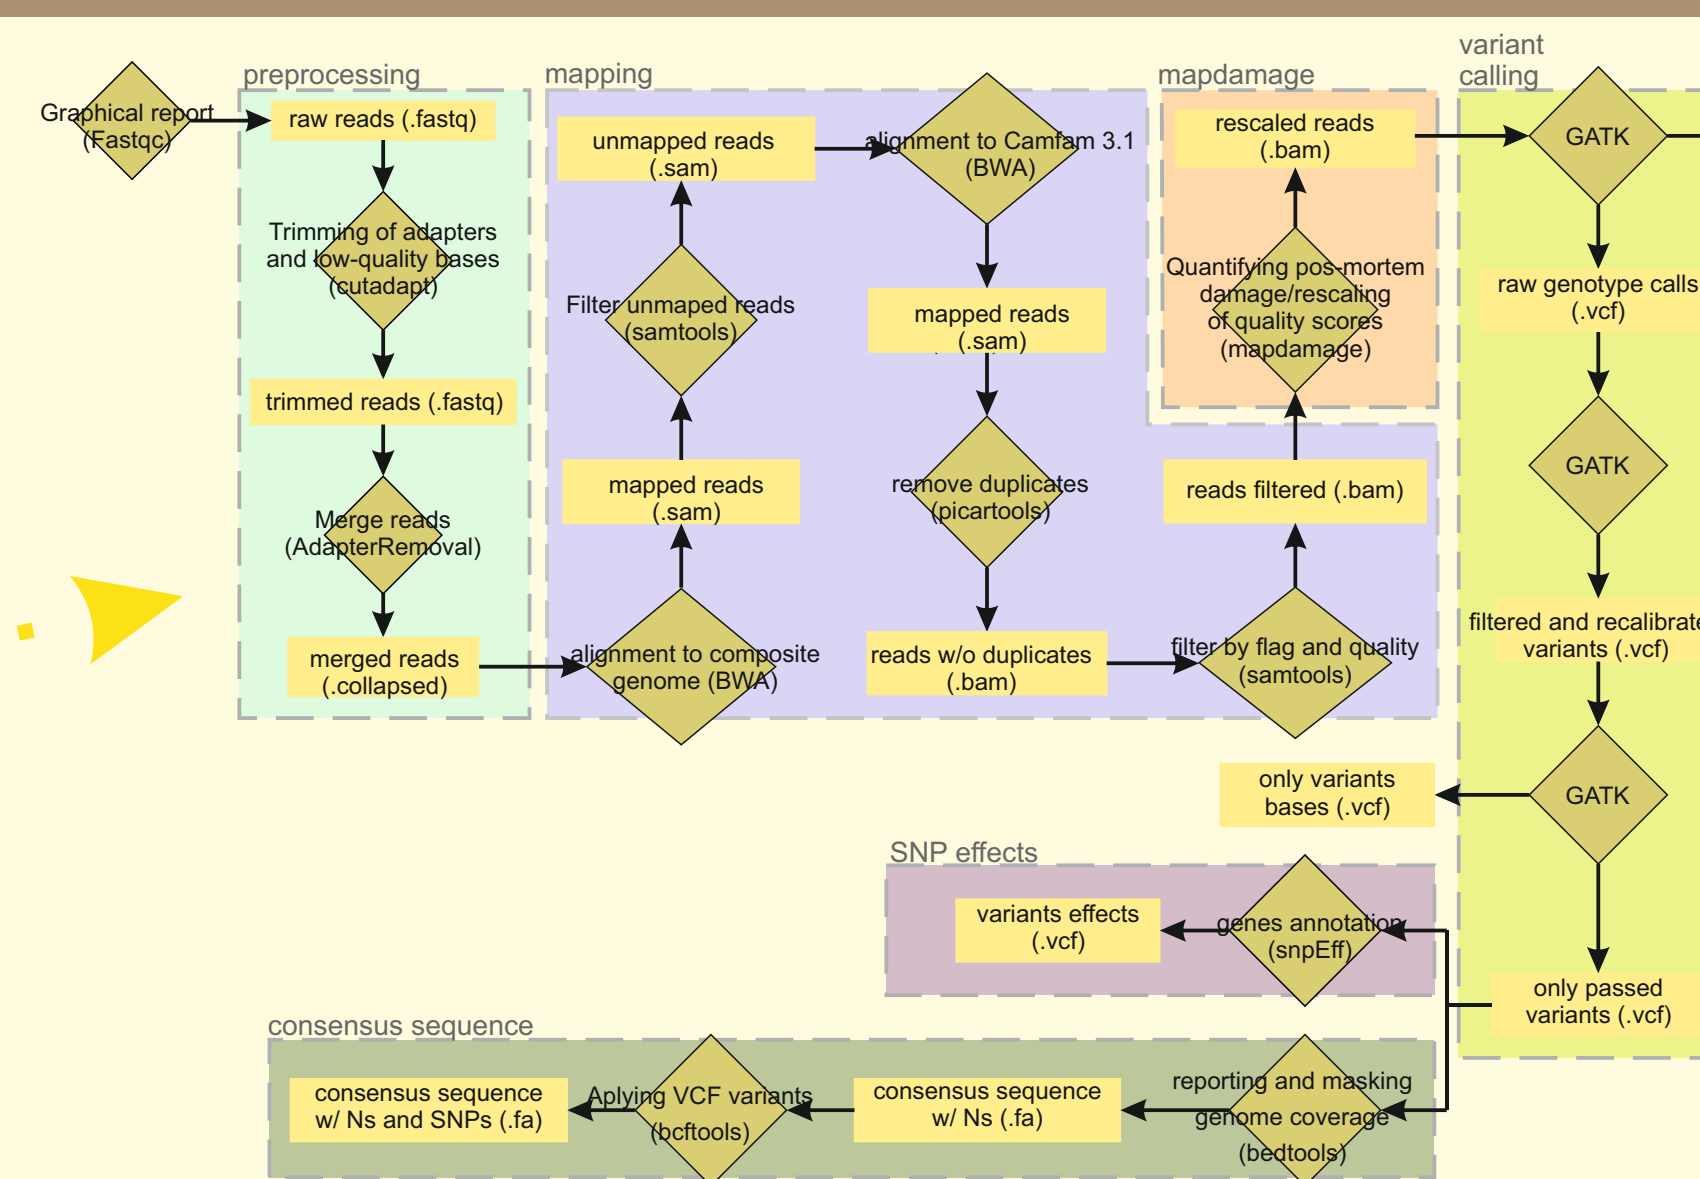 preprocessing
Graphical report
(Fastqc)
raw reads (.fastq)
Trimming of adapters
and low-quality bases
(cutadapt)
trimmed reads (.fastq)
Merge reads
(AdapterRemoval)
merged reads
(.collapsed)
mapping
alignment to composite
genome (BWA)
mapped reads
(.sam)
Filter unmaped reads
(samtools)
unmapped reads
(.sam)
alignment to Camfam 3.1
(BWA)
mapped reads
(.sam)
remove duplicates
(picartools)
reads w/o duplicates
(.bam)
filter by flag and quality
(samtools)
reads filtered (.bam)
mapdamage
Quantifying pos-mortem
damage/rescaling
of quality scores
(mapdamage)
rescaled reads
(.bam)
variant
calling
GATK
raw genotype calls
(.vcf)
GATK
filtered and recalibrate
variants (.vcf)
GATK
only variants
bases (.vcf)
only passed
variants (.vcf)
SNP effects
genes annotation
(snpEff)
variants effects
(.vcf)
consensus sequence
reporting and masking
genome coverage
(bedtools)
consensus sequence
w/ Ns (.fa)
Aplying VCF variants
(bcftools)
consensus sequence
w/ Ns and SNPs (.fa)